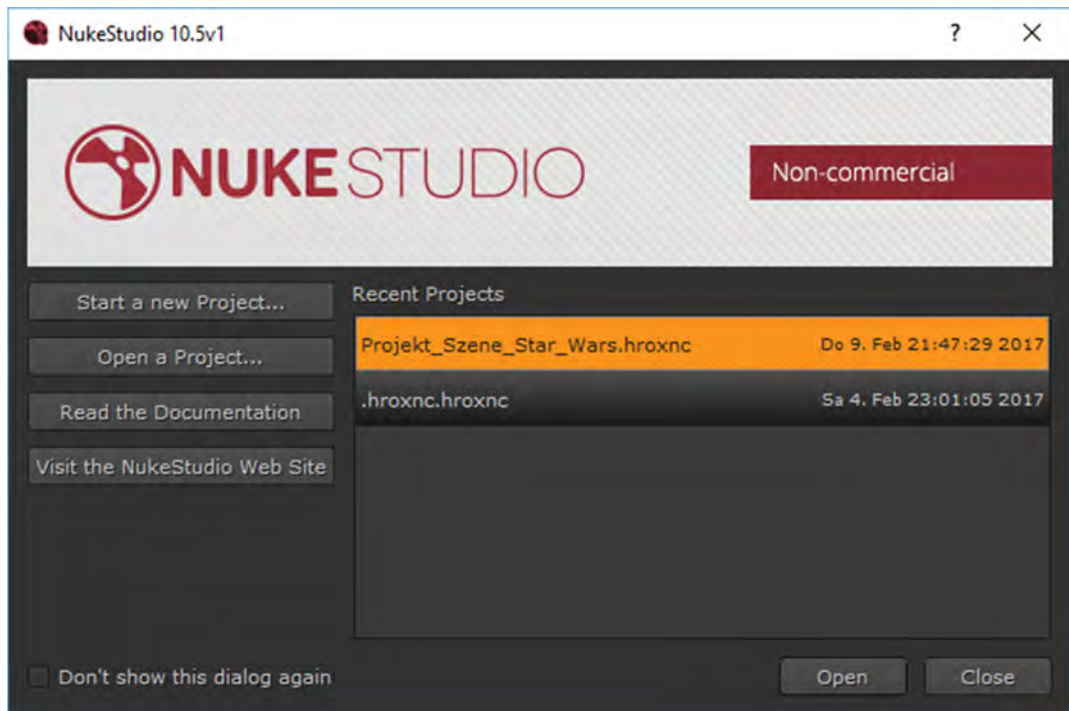 NukeStudio 10.5v1
?
NUKESTUDIO
Non-commercial
Start a new Project...
Open a Project...
Read the Documentation
Visit the NukeStudio Web Site
Recent Projects
Projekt_Szene_Star_Wars.hroxnc Do 9. Feb 21:47:29 2017
.hroxnc.hroxnc Sa 4. Feb 23:01:05 2017
Don't show this dialog again
Open
Close